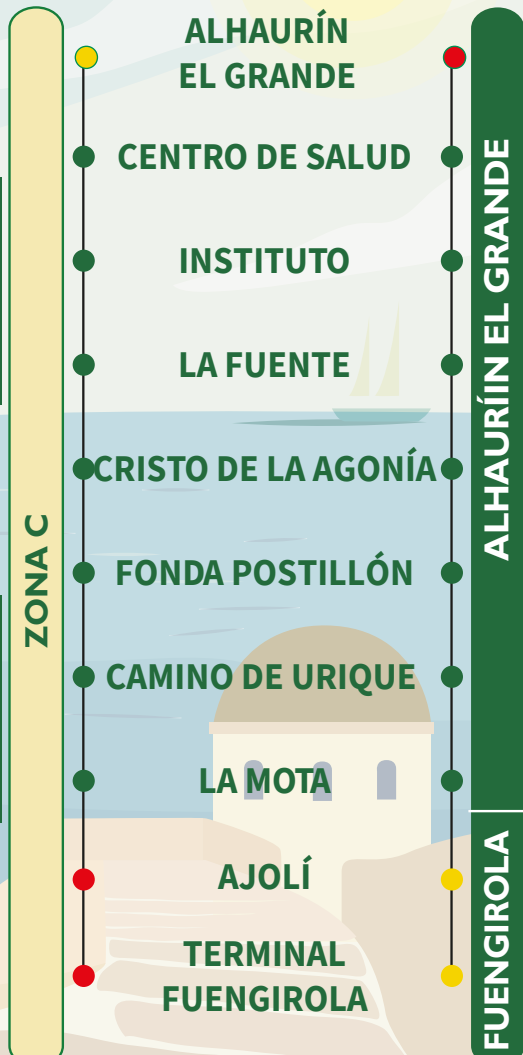 ALHAURÍN
EL GRANDE
CENTRO DE SALUD
INSTITUTO
LA FUENTE
CRISTO DE LA AGONÍA
FONDA POSTILLÓN
CAMINO DE URIQUE
LA MOTA
AJOLÍ
TERMINAL
FUENGIROLA
ZONA C
ALHAURÍIN EL GRANDE
FUENGIROLA